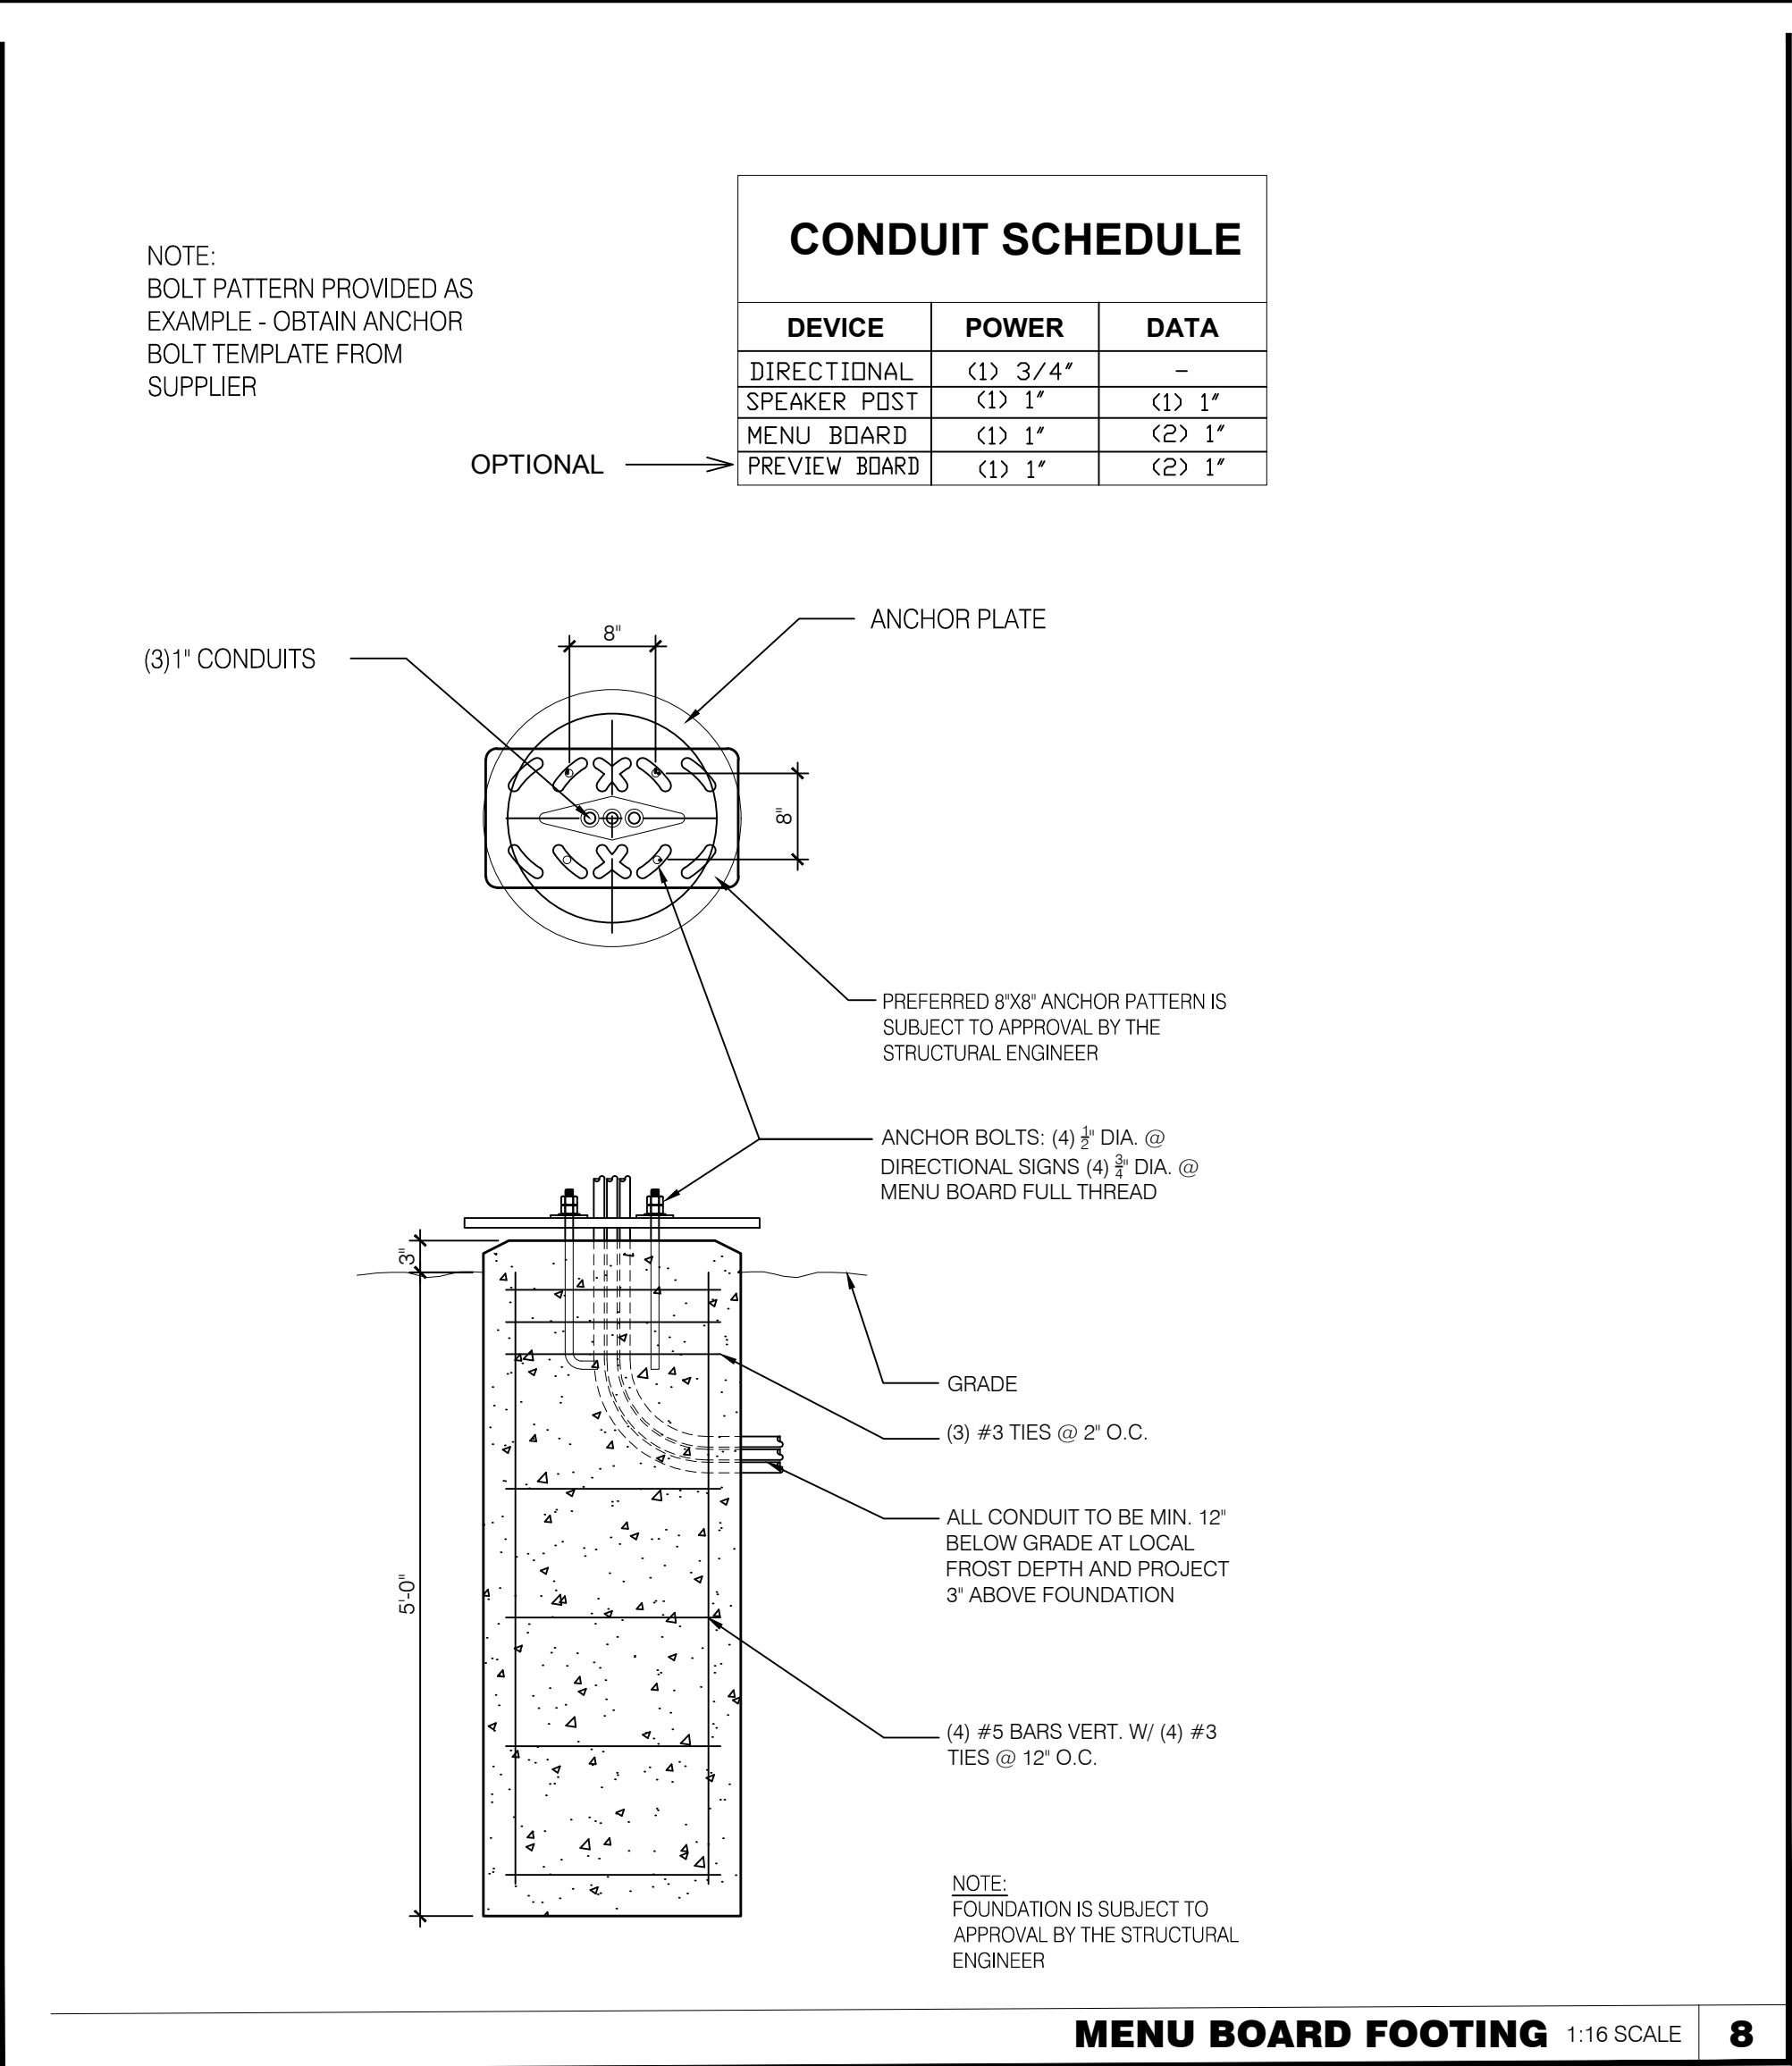 NOTE:
BOLT PATTERN PROVIDED AS
EXAMPLE - OBTAIN ANCHOR
BOLT TEMPLATE FROM
SUPPLIER
CONDUIT SCHEDULE
DEVICE POWER DATA
DIRECTIONAL (1) 3/4" -
SPEAKER POST (1) 1" (1) 1"
MENU BOARD (1) 1" (2) 1"
OPTIONAL PREVIEW BOARD (1) 1" (2) 1"
ANCHOR PLATE
8"
(3)1" CONDUITS
8"
PREFERRED 8"X8" ANCHOR PATTERN IS
SUBJECT TO APPROVAL BY THE
STRUCTURAL ENGINEER
ANCHOR BOLTS: (4) 1/2" DIA. @
DIRECTIONAL SIGNS (4) 3/4" DIA. @
MENU BOARD FULL THREAD
3"
GRADE
(3) #3 TIES @ 2" O.C.
ALL CONDUIT TO BE MIN. 12"
BELOW GRADE AT LOCAL
FROST DEPTH AND PROJECT
3" ABOVE FOUNDATION
5'-0"
(4) #5 BARS VERT. W/ (4) #3
TIES @ 12" O.C.
NOTE:
FOUNDATION IS SUBJECT TO
APPROVAL BY THE STRUCTURAL
ENGINEER
MENU BOARD FOOTING 1:16 SCALE 8